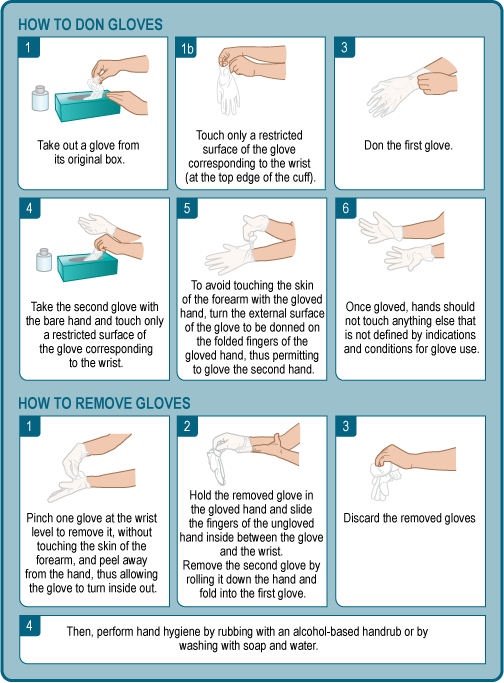 HOW TO DON GLOVES
1
Take out a glove from
its original box.
1b
Touch only a restricted
surface of the glove
corresponding to the wrist
(at the top edge of the cuff).
3
Don the first glove.
4
Take the second glove with
the bare hand and touch only
a restricted surface of
the glove corresponding
to the wrist.
5
To avoid touching the skin
of the forearm with the gloved
hand, turn the external surface
of the glove to be donned on
the folded fingers of the
gloved hand, thus permitting
to glove the second hand.
6
Once gloved, hands should
not touch anything else that
is not defined by indications
and conditions for glove use.
HOW TO REMOVE GLOVES
1
Pinch one glove at the wrist
level to remove it, without
touching the skin of the
forearm, and peel away
from the hand, thus allowing
the glove to turn inside out.
2
Hold the removed glove in
the gloved hand and slide
the fingers of the ungloved
hand inside between the glove
and the wrist.
Remove the second glove by
rolling it down the hand and
fold into the first glove.
3
Discard the removed gloves
4
Then, perform hand hygiene by rubbing with an alcohol-based handrub or by
washing with soap and water.